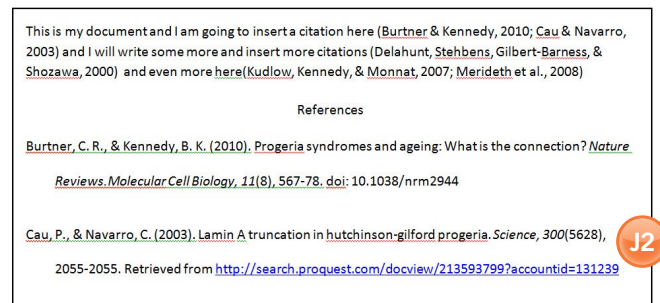 This is my document and I am going to insert a citation here (Burtner & Kennedy, 2010; Cau & Navarro,
2003) and I will write some more and insert more citations (Delahunt, Stehbens, Gilbert-Barness, &
Shozawa, 2000) and even more here(Kudlow, Kennedy, & Monnat, 2007; Merideth et al., 2008)
References
Burtner, C. R., & Kennedy, B. K. (2010). Progeria syndromes and ageing: What is the connection? Nature
Reviews.Molecular Cell Biology, 11(8), 567-78. doi: 10.1038/nrm2944
Cau, P., & Navarro, C. (2003). Lamin A truncation in hutchinson-gilford progeria. Science, 300(5628),
J2
2055-2055. Retrieved from http://search.proquest.com/docview/213593799?accountid=131239